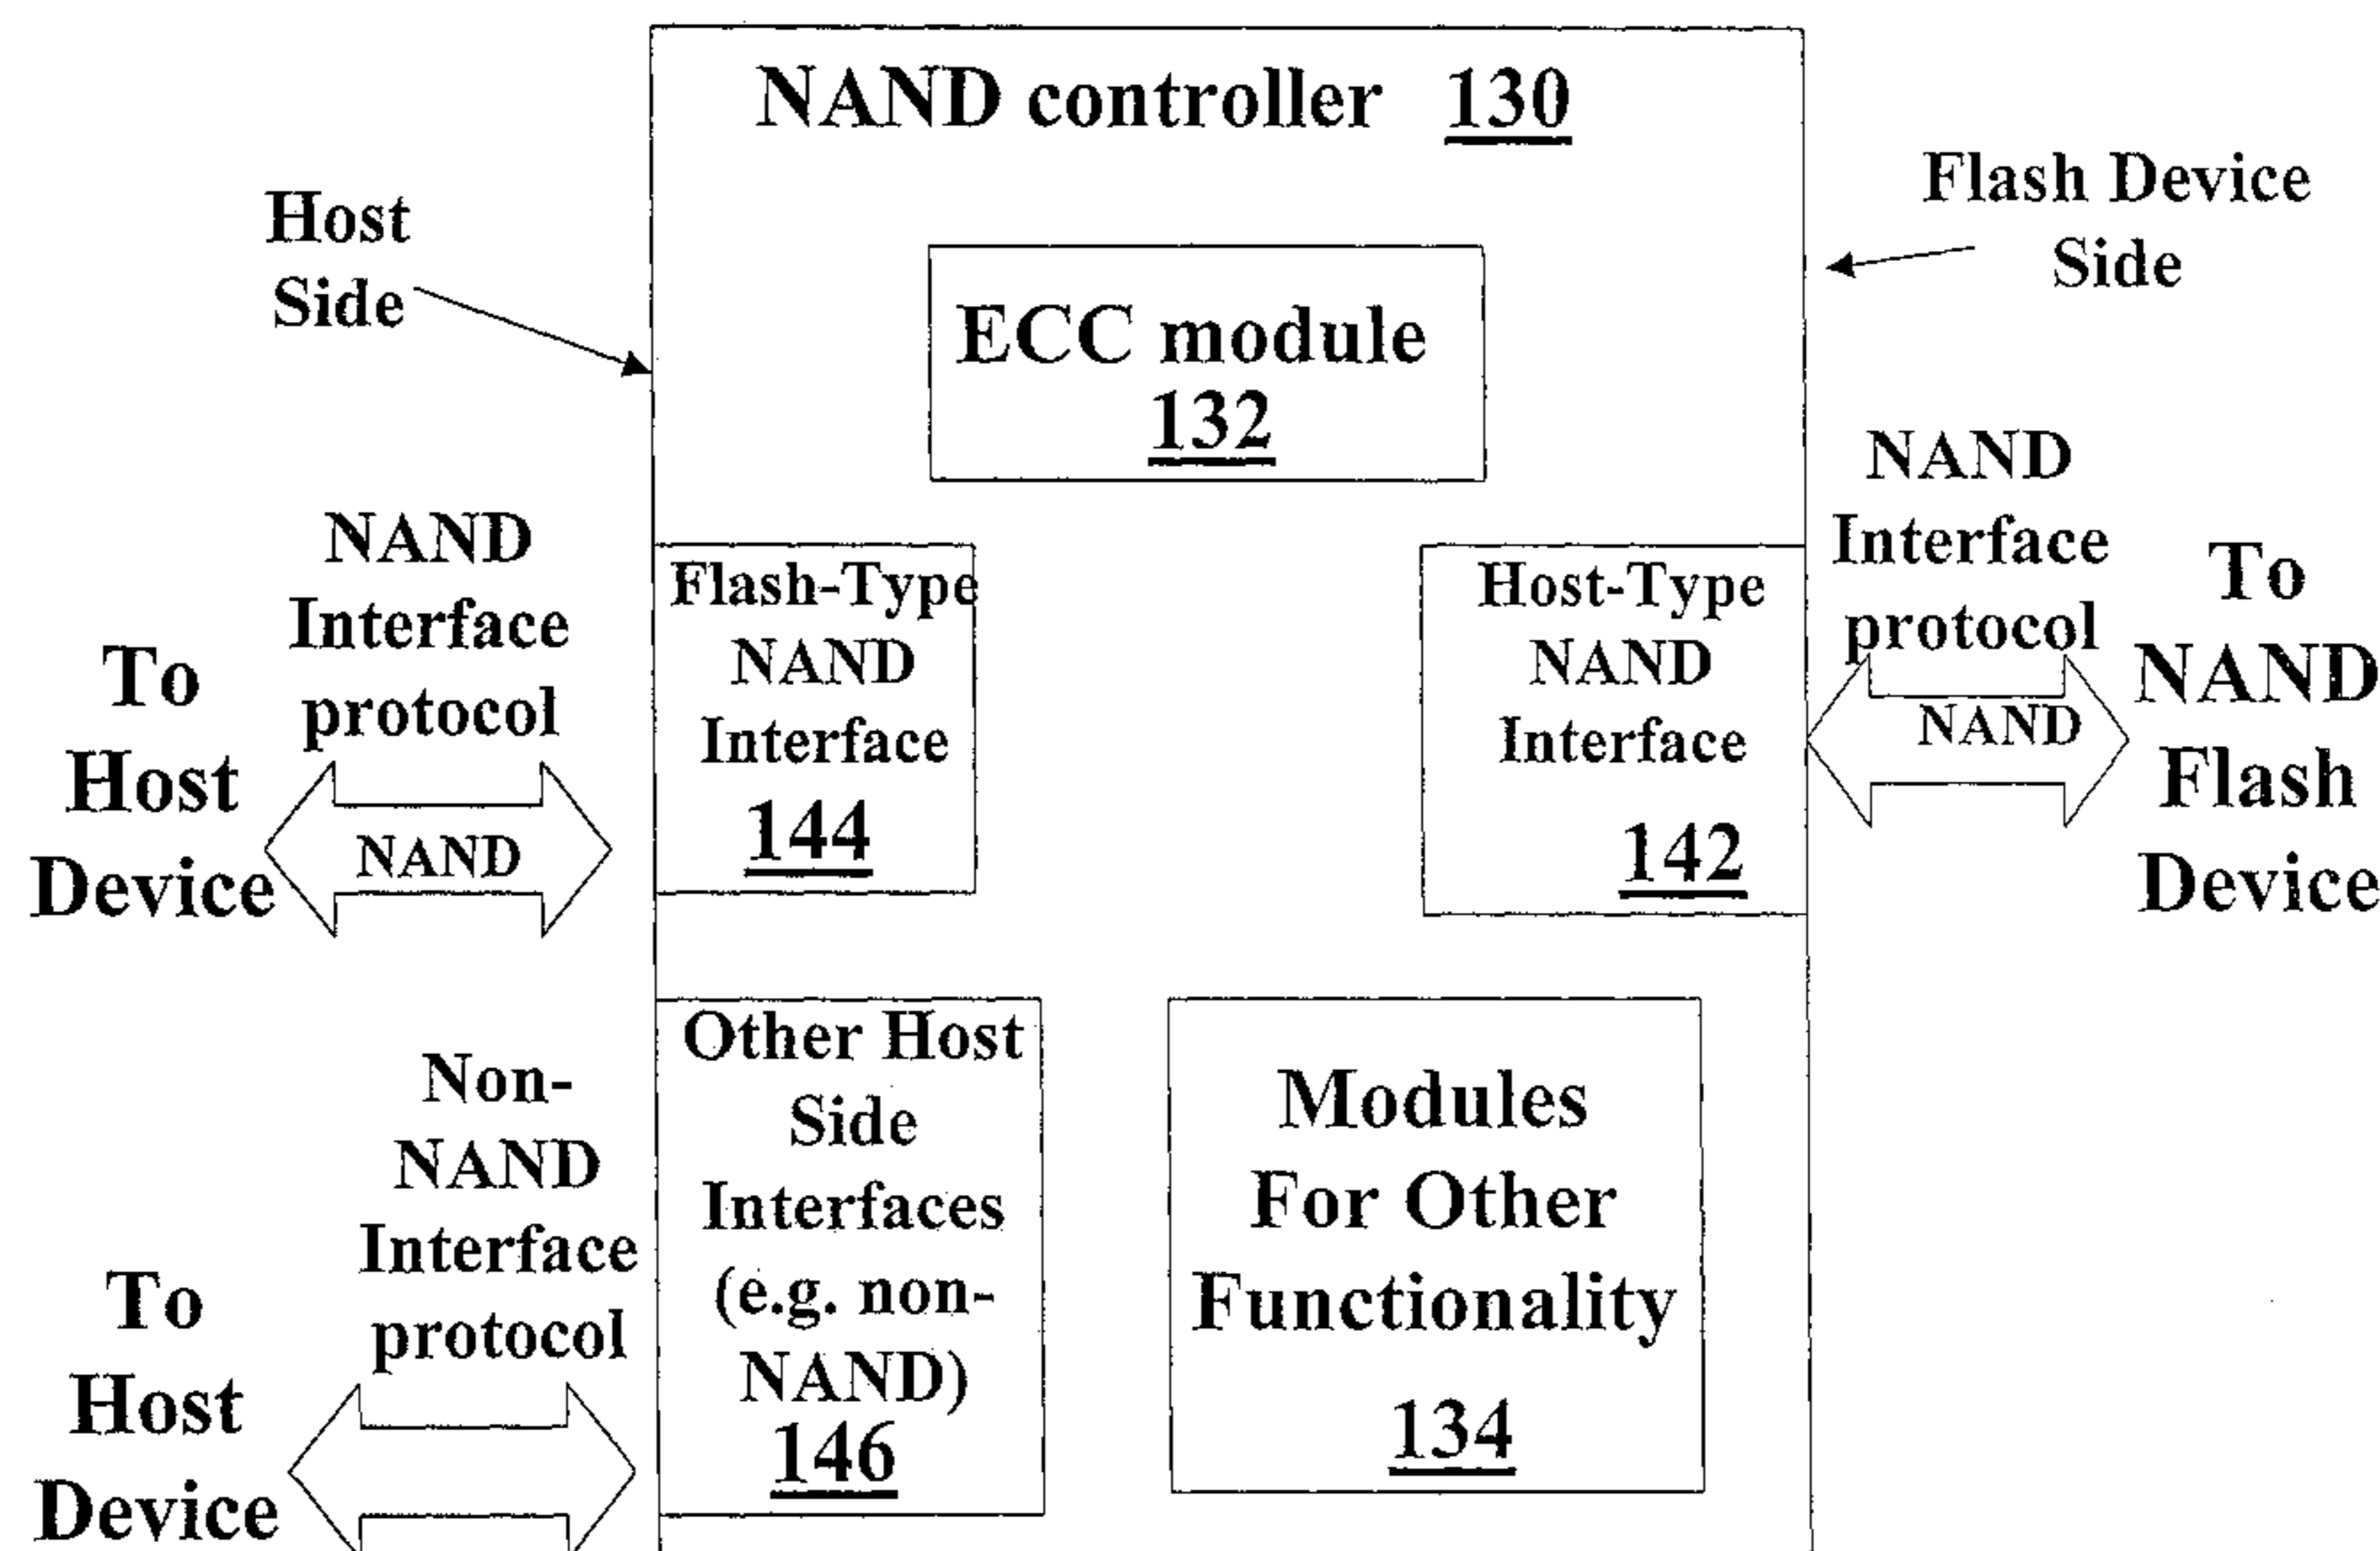 NAND controller 130
Host
Side
Flash Device
Side
ECC module
132
NAND
Interface
protocol
To
Host
Device
NAND
Flash-Type
NAND
Interface
144
Host-Type
NAND
Interface
142
NAND
Interface
protocol
NAND
To
NAND
Flash
Device
Non-
NAND
Interface
protocol
To
Host
Device
Other Host
Side
Interfaces
(e.g. non-
NAND)
146
Modules
For Other
Functionality
134